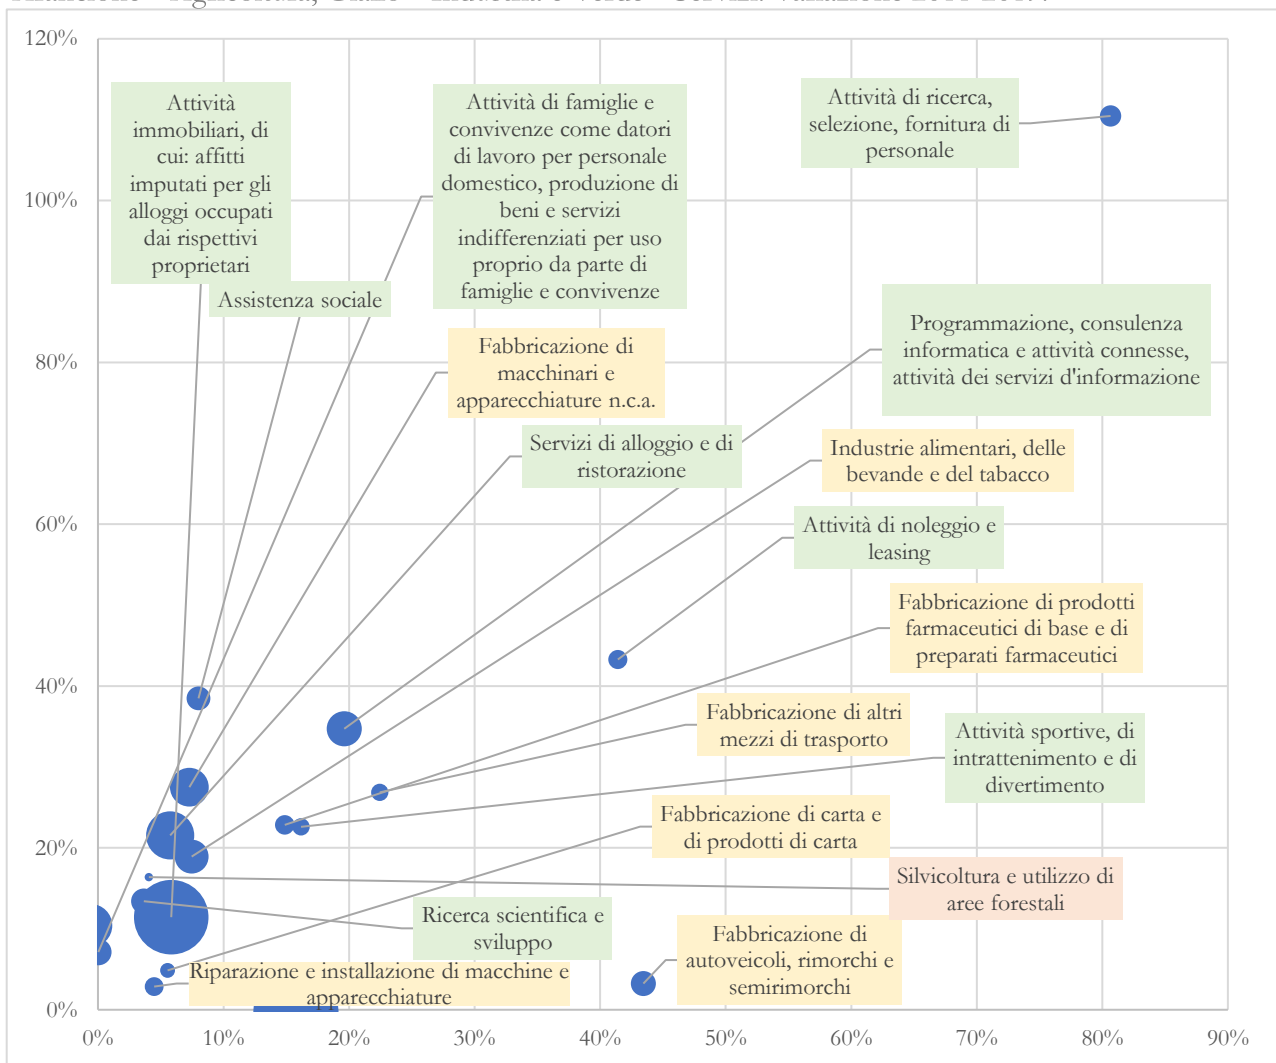 120%
100%
80%
60%
40%
20%
0%
Attività
immobiliari, di
cui: affitti
imputati per gli
alloggi occupati
dai rispettivi
proprietari
Assistenza sociale
Attività di famiglie e
convivenze come datori
di lavoro per personale
domestico, produzione di
beni e servizi
indifferenziati per uso
proprio da parte di
famiglie e convivenze
Attività di ricerca,
selezione, fornitura di
personale
Fabbricazione di
macchinari e
apparecchiature n.c.a.
Programmazione, consulenza
informatica e attività connesse,
attività dei servizi d'informazione
Servizi di alloggio e di
ristorazione
Industrie alimentari, delle
bevande e del tabacco
Attività di noleggio e
leasing
Fabbricazione di prodotti
farmaceutici di base e di
preparati farmaceutici
Fabbricazione di altri
mezzi di trasporto
Attività sportive, di
intrattenimento e di
divertimento
Fabbricazione di carta e
di prodotti di carta
Silvicoltura e utilizzo di
aree forestali
Ricerca scientifica e
sviluppo
Fabbricazione di
autoveicoli, rimorchi e
semirimorchi
Riparazione e installazione di macchine e
apparecchiature
0% 10% 20% 30% 40% 50% 60% 70% 80% 90%